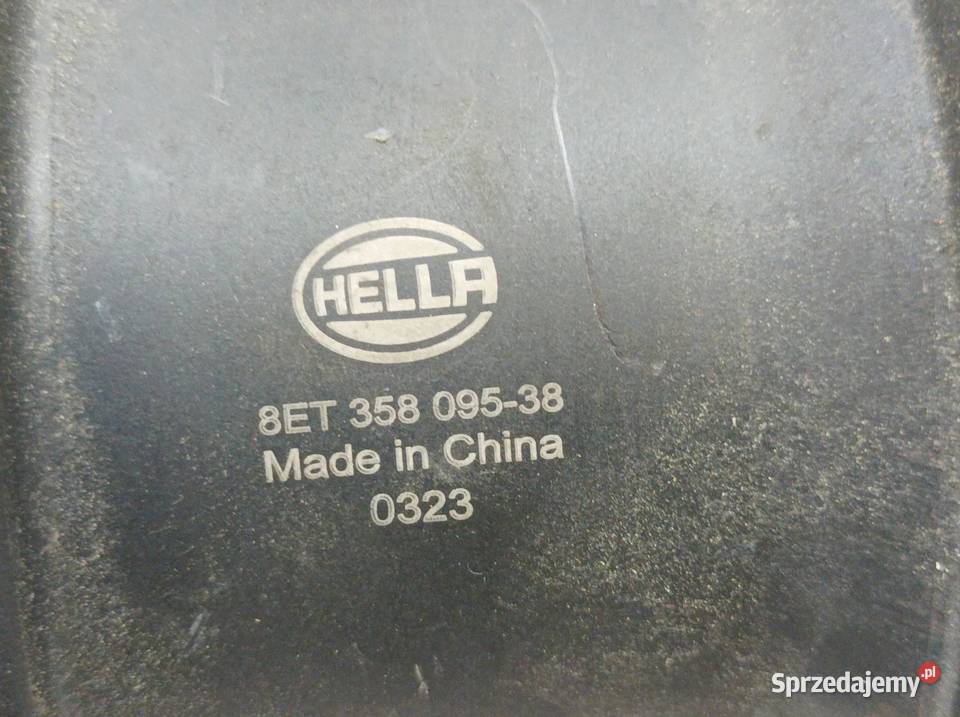 HELLA
8ET 358 095-38
Made in China
0323
Sprzedajemy.pl